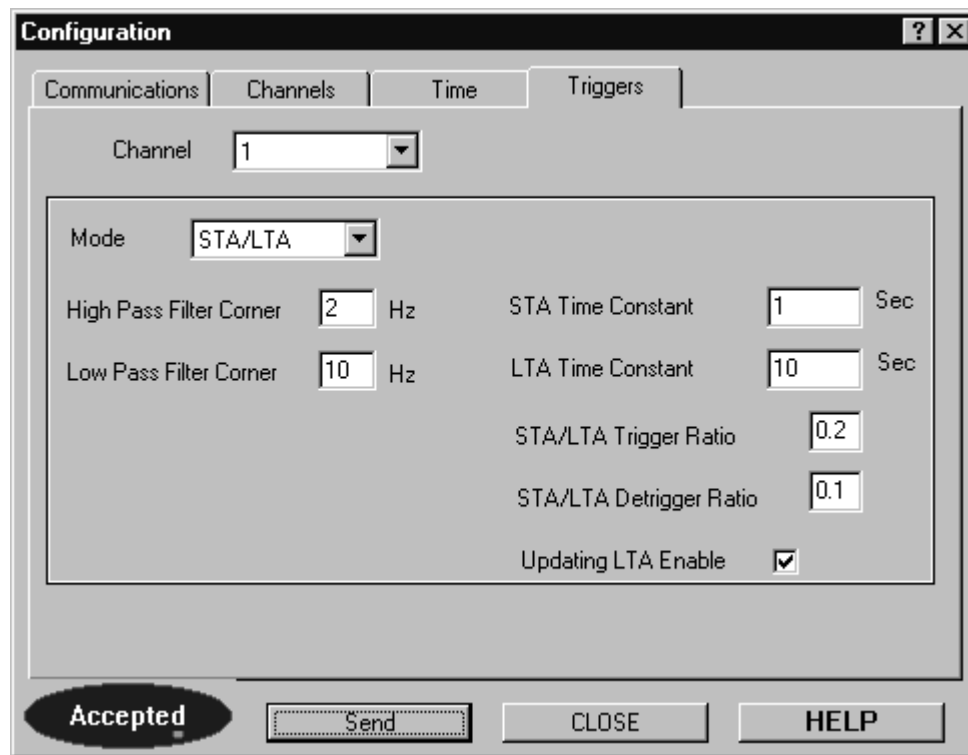 Configuration
Communications Channels Time Triggers
Channel 1
Mode STA/LTA
High Pass Filter Corner 2 Hz STA Time Constant 1 Sec
Low Pass Filter Corner 10 Hz LTA Time Constant 10 Sec
STA/LTA Trigger Ratio 0.2
STA/LTA Detrigger Ratio 0.1
Updating LTA Enable
Accepted Send CLOSE HELP